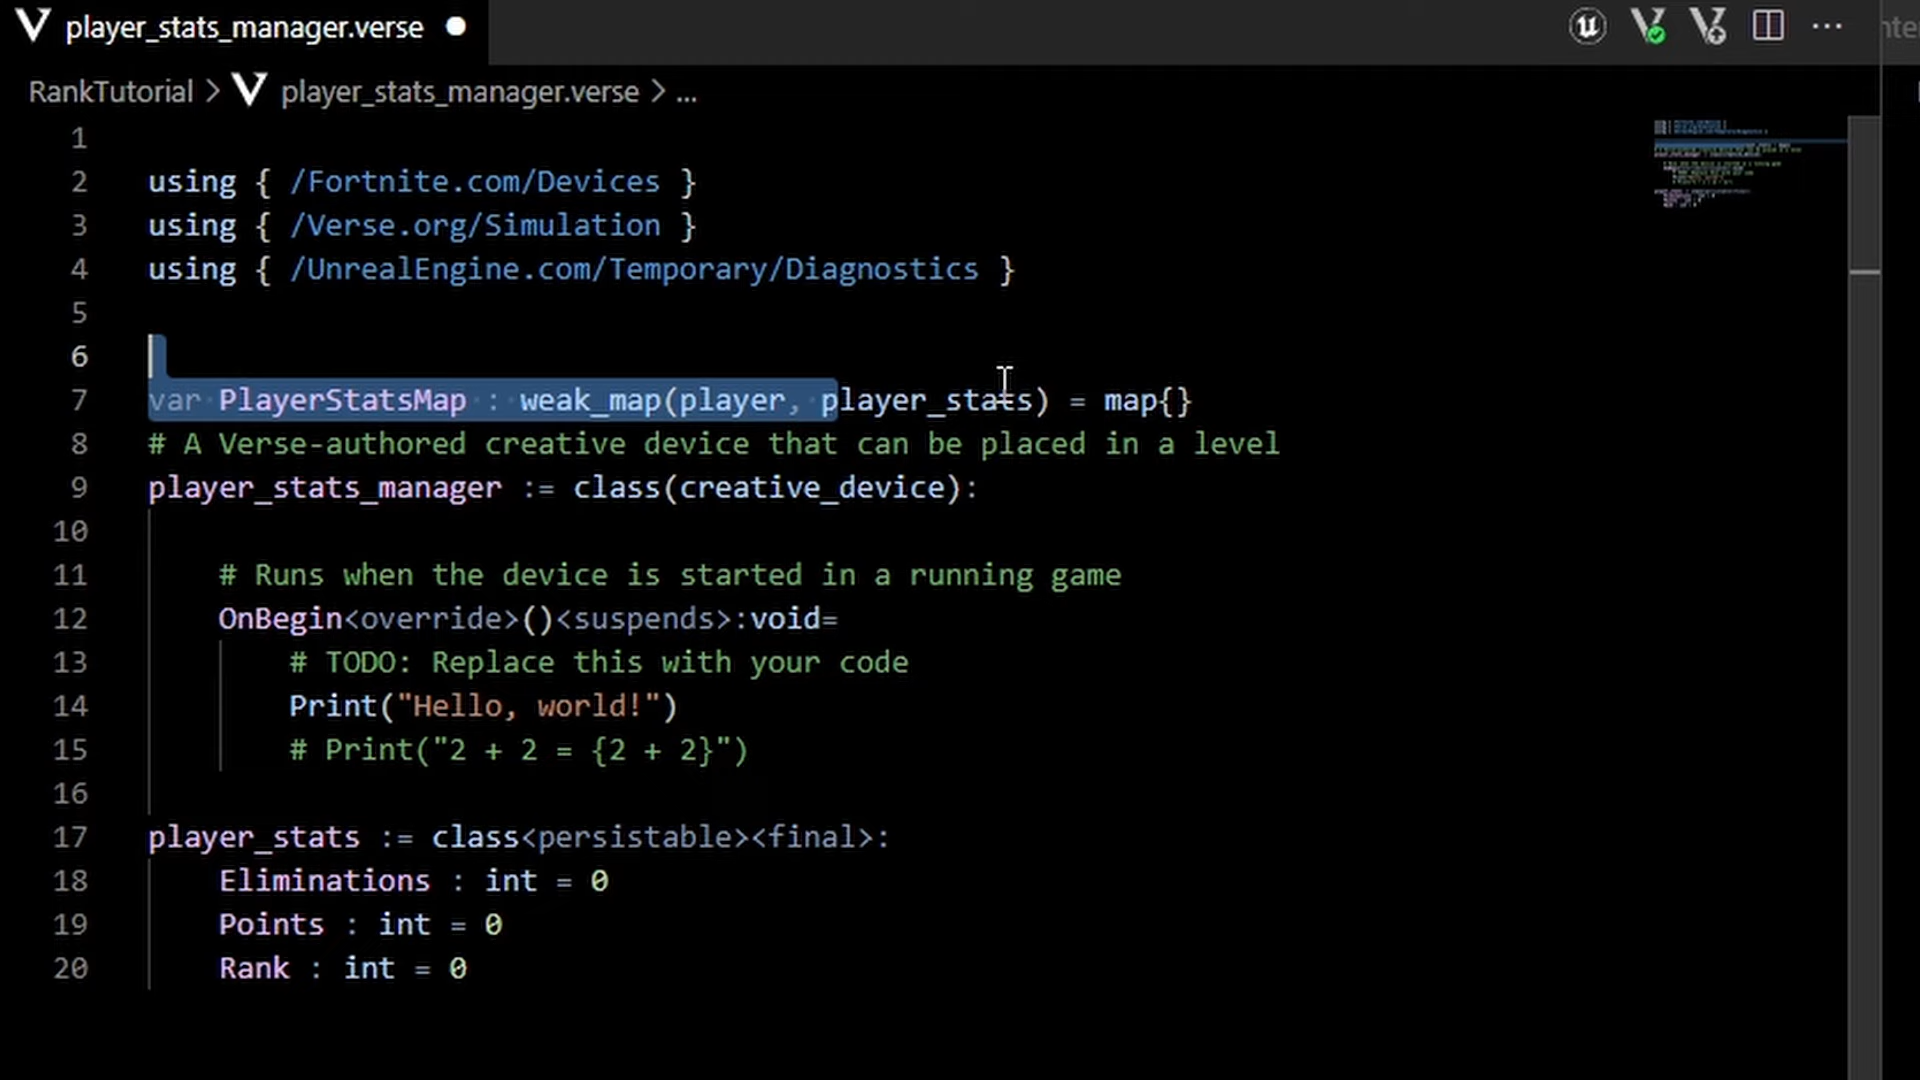 player_stats_manager.verse
RankTutorial > player_stats_manager.verse > ...
1
2 using { /Fortnite.com/Devices }
3 using { /Verse.org/Simulation }
4 using { /UnrealEngine.com/Temporary/Diagnostics }
5
6
7 var PlayerStatsMap : weak_map(player, player_stats) = map{}
8 # A Verse-authored creative device that can be placed in a level
9 player_stats_manager := class(creative_device):
10
11 # Runs when the device is started in a running game
12 OnBegin<override>()<suspends>:void=
13 # TODO: Replace this with your code
14 Print("Hello, world!")
15 # Print("2 + 2 = {2 + 2}")
16
17 player_stats := class<persistable><final>:
18 Eliminations : int = 0
19 Points : int = 0
20 Rank : int = 0